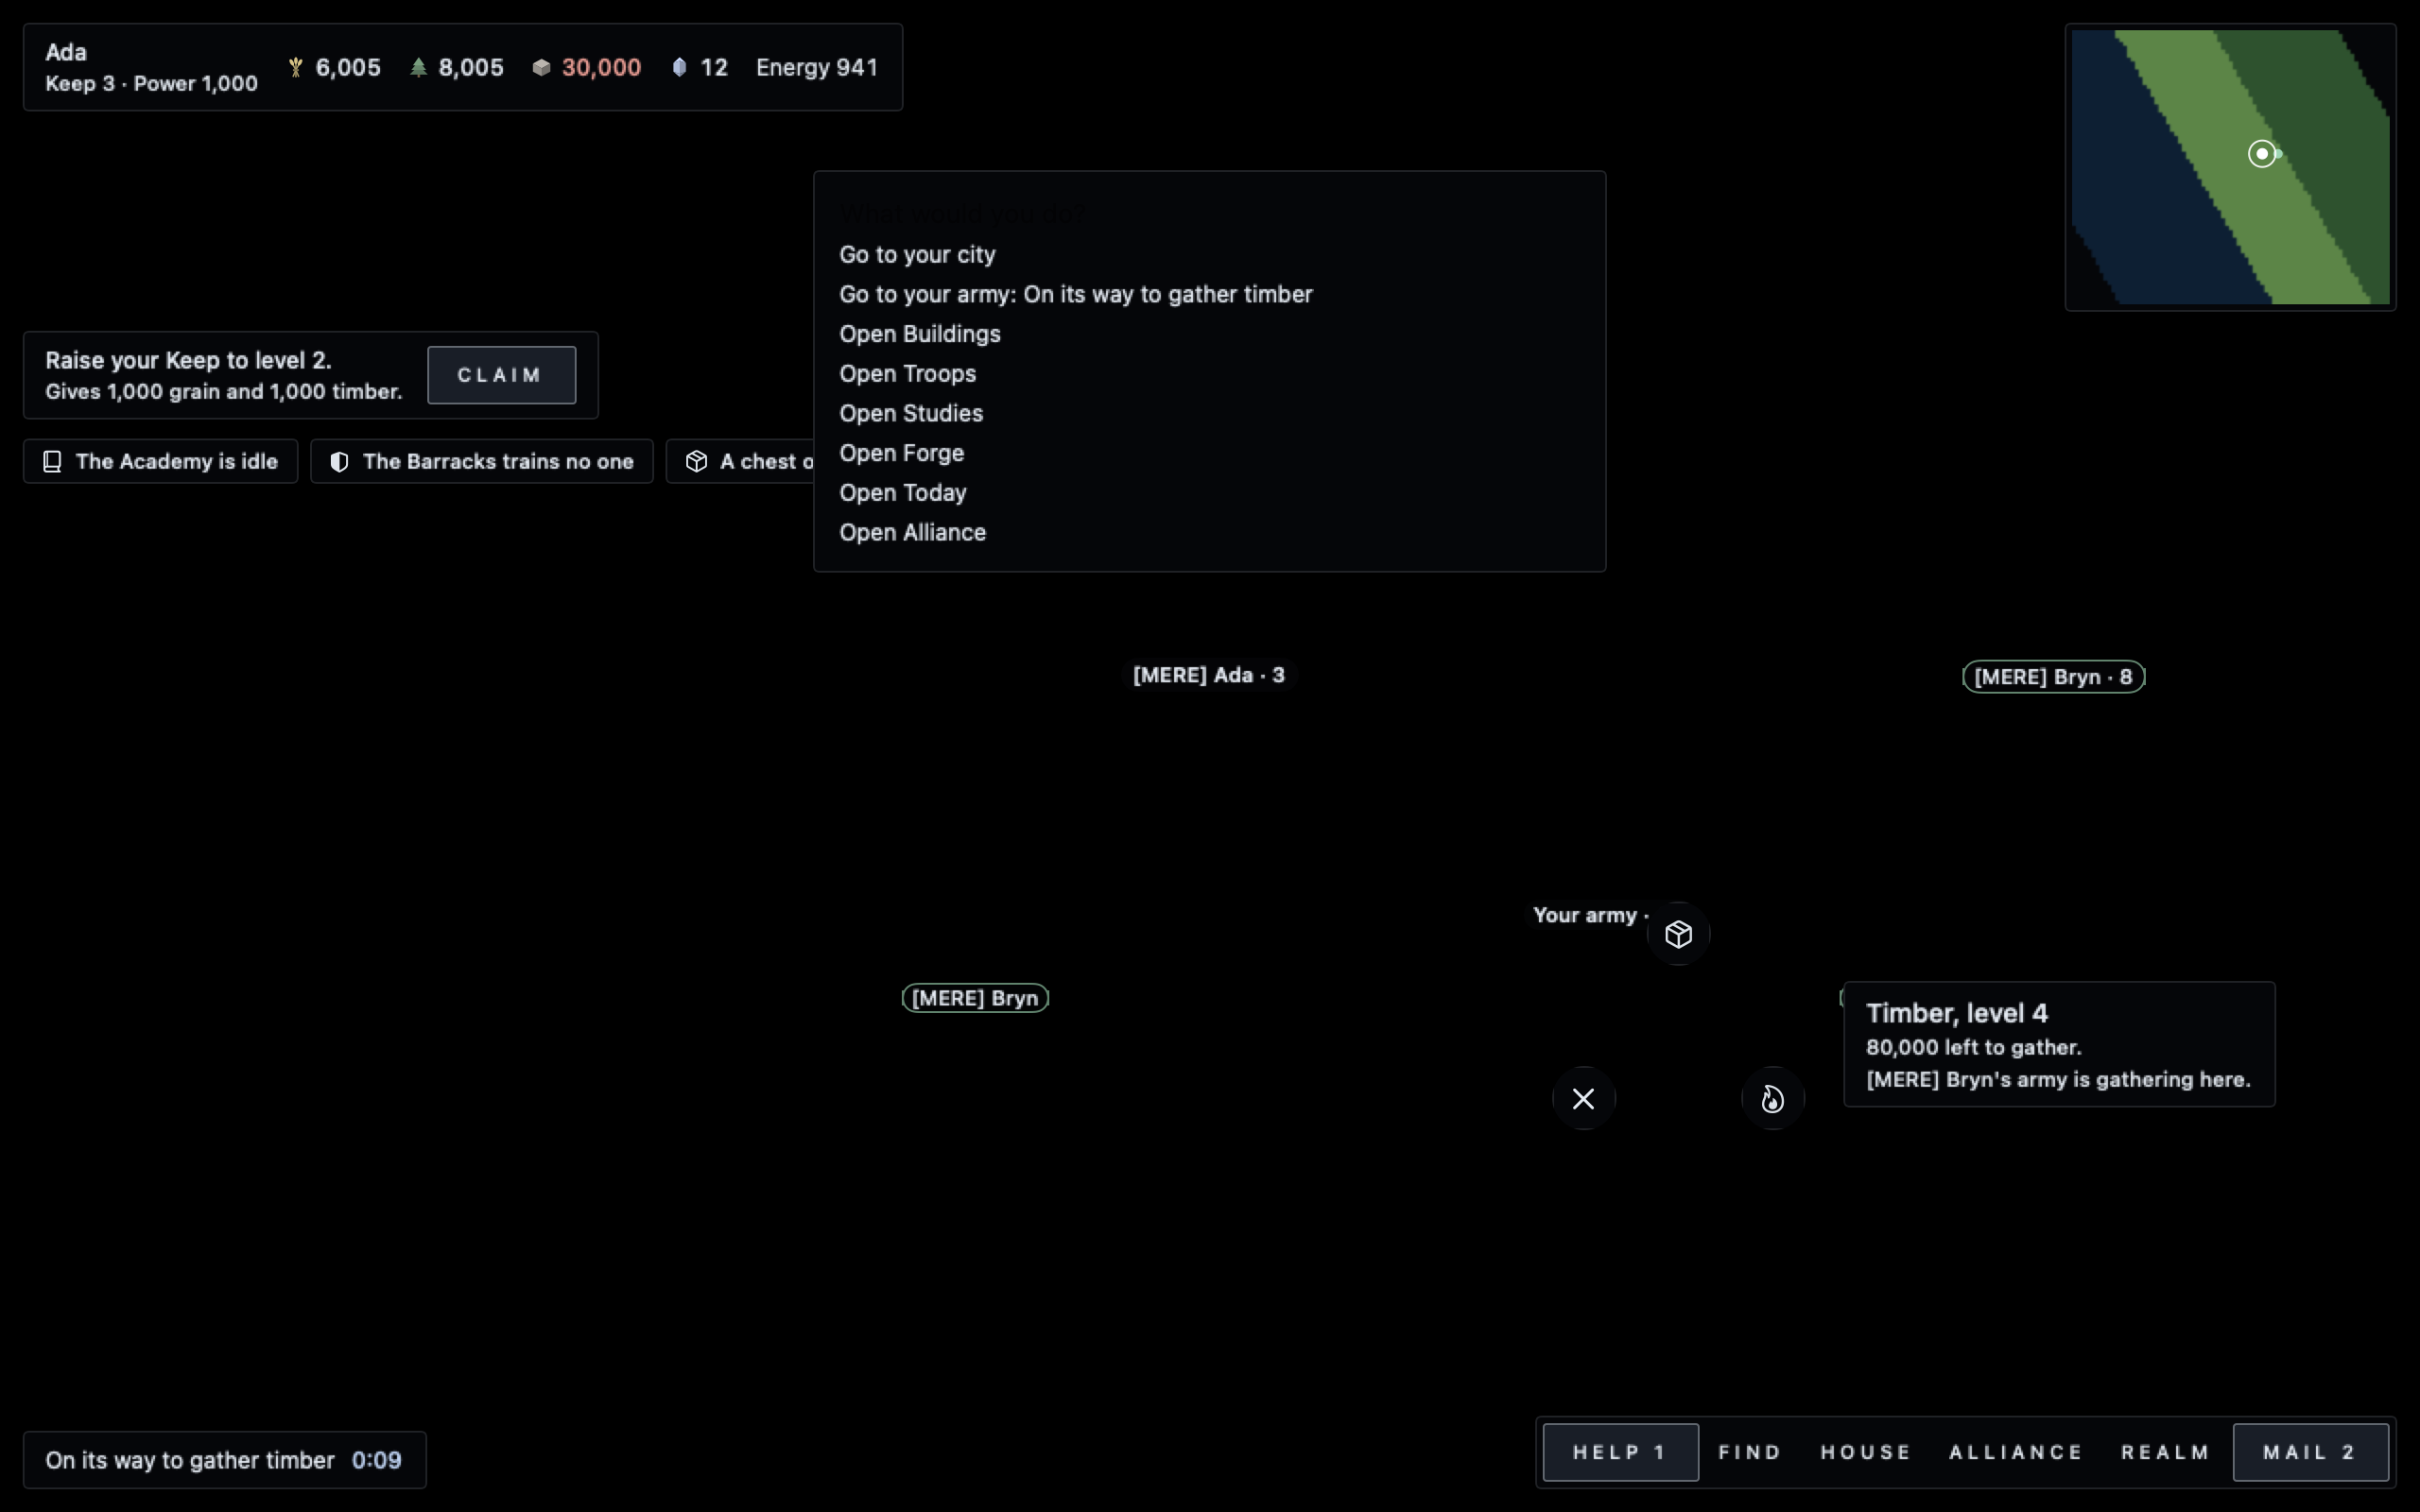 Ada
Keep 3 · Power 1,000
6,005
8,005
30,000
12
Energy 941
What would you do?
Go to your city
Go to your army: On its way to gather timber
Open Buildings
Open Troops
Open Studies
Open Forge
Open Today
Open Alliance
Raise your Keep to level 2.
Gives 1,000 grain and 1,000 timber.
CLAIM
The Academy is idle
The Barracks trains no one
A chest
[MERE] Ada · 3
[MERE] Bryn · 8
Your army ·
[MERE] Bryn
Timber, level 4
80,000 left to gather.
[MERE] Bryn's army is gathering here.
On its way to gather timber 0:09
HELP 1
FIND
HOUSE
ALLIANCE
REALM
MAIL 2